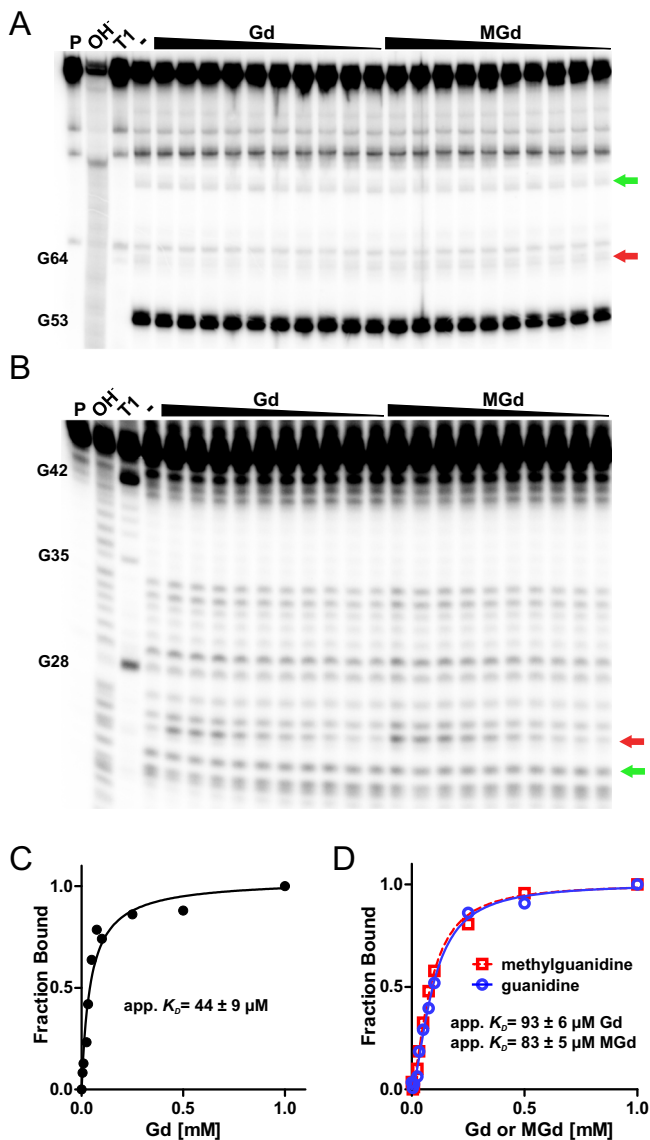 A
P OH- T1 - Gd MGd
G64
G53
B
P OH- T1 - Gd MGd
G42
G35
G28
C
Fraction Bound
1.0
0.5
0.0
app. KD= 44 ± 9 µM
0.0 0.5 1.0
Gd [mM]
D
Fraction Bound
1.0
0.5
0.0
methylguanidine
guanidine
app. KD= 93 ± 6 µM Gd
app. KD= 83 ± 5 µM MGd
0.0 0.5 1.0
Gd or MGd [mM]